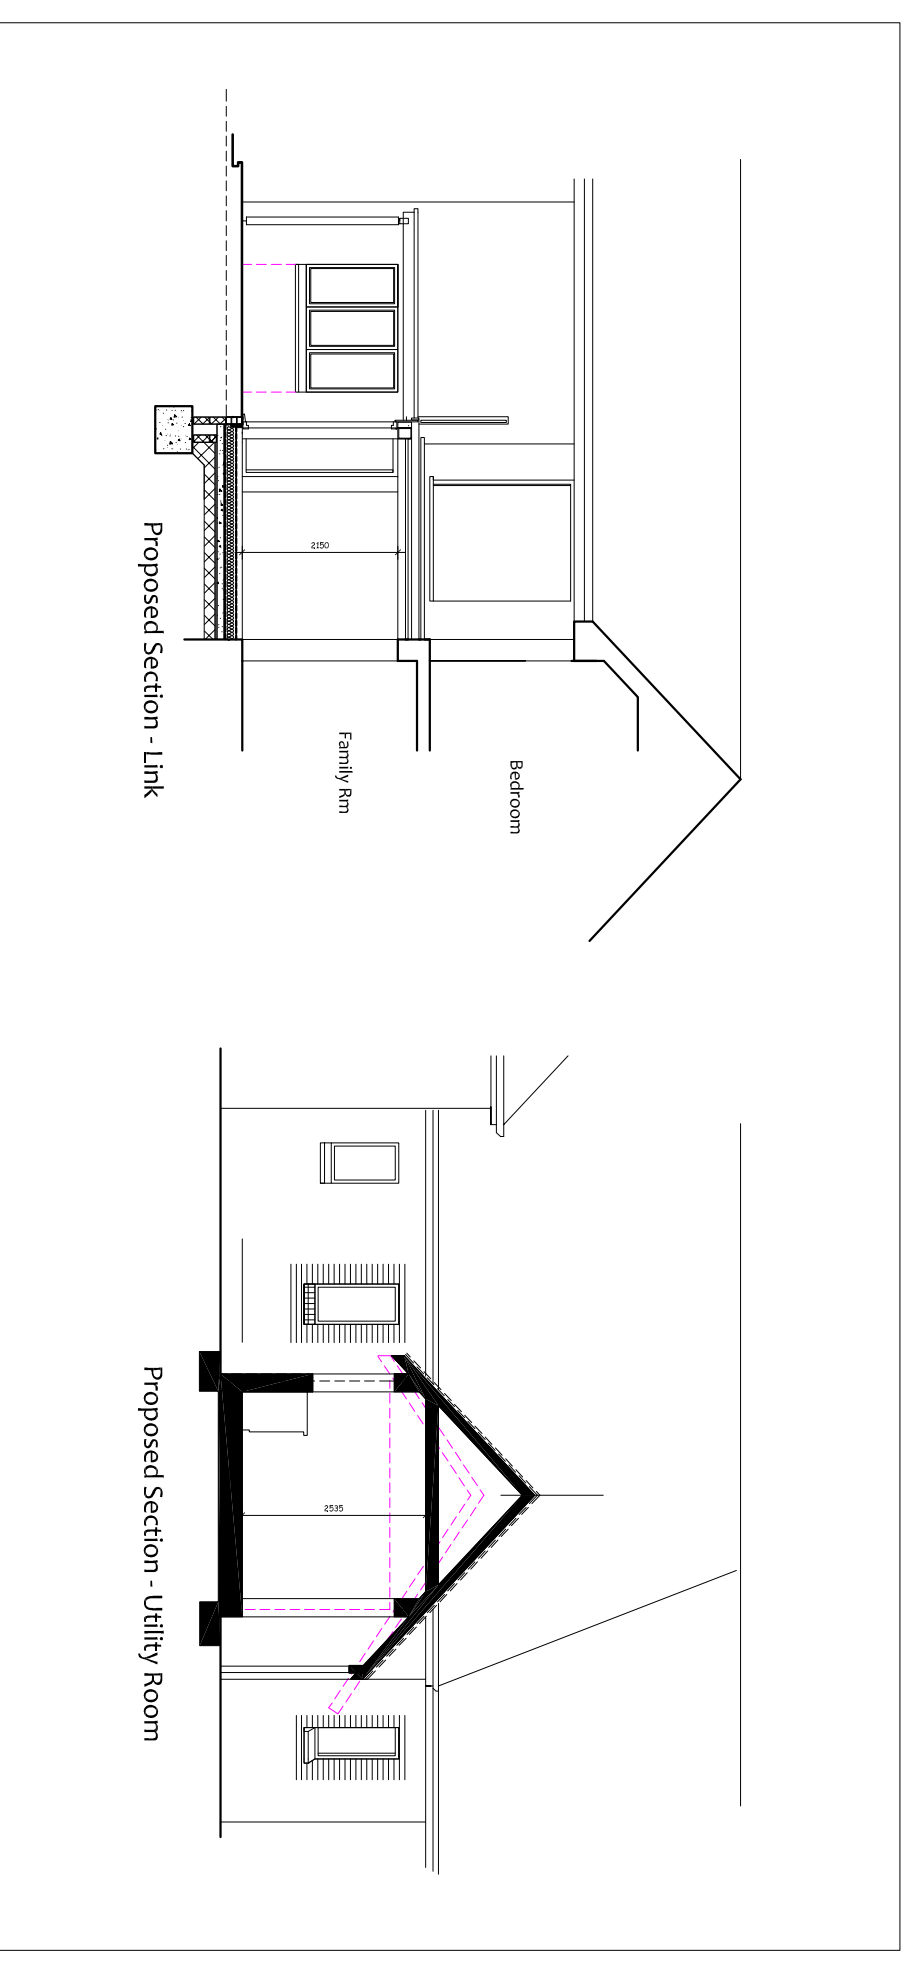 Bedroom
Family Rm
2150
Proposed Section - Link
2535
Proposed Section - Utility Room